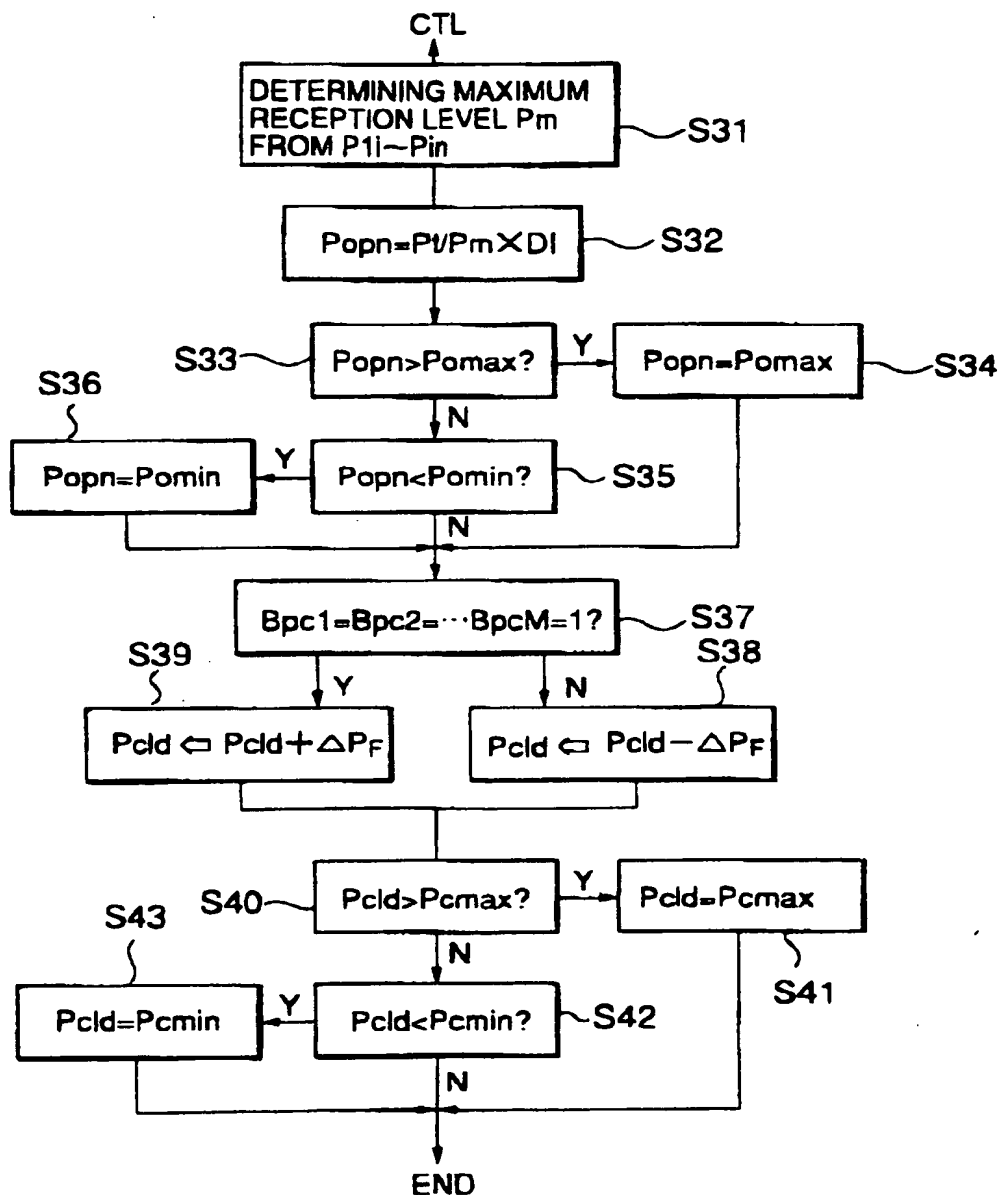 CTL
DETERMINING MAXIMUM
RECEPTION LEVEL Pm
FROM P1i~Pin
S31
Popn=Pt/Pm×DI
S32
S33
Popn>Pomax?
Y
Popn=Pomax
S34
N
S36
Popn=Pomin
Y
Popn<Pomin?
S35
N
Bpc1=Bpc2=···BpcM=1?
S37
S39
Y
N
S38
Pcld ⇦ Pcld+△PF
Pcld ⇦ Pcld−△PF
S40
Pcld>Pcmax?
Y
Pcld=Pcmax
S41
N
S43
Pcld=Pcmin
Y
Pcld<Pcmin?
S42
N
END